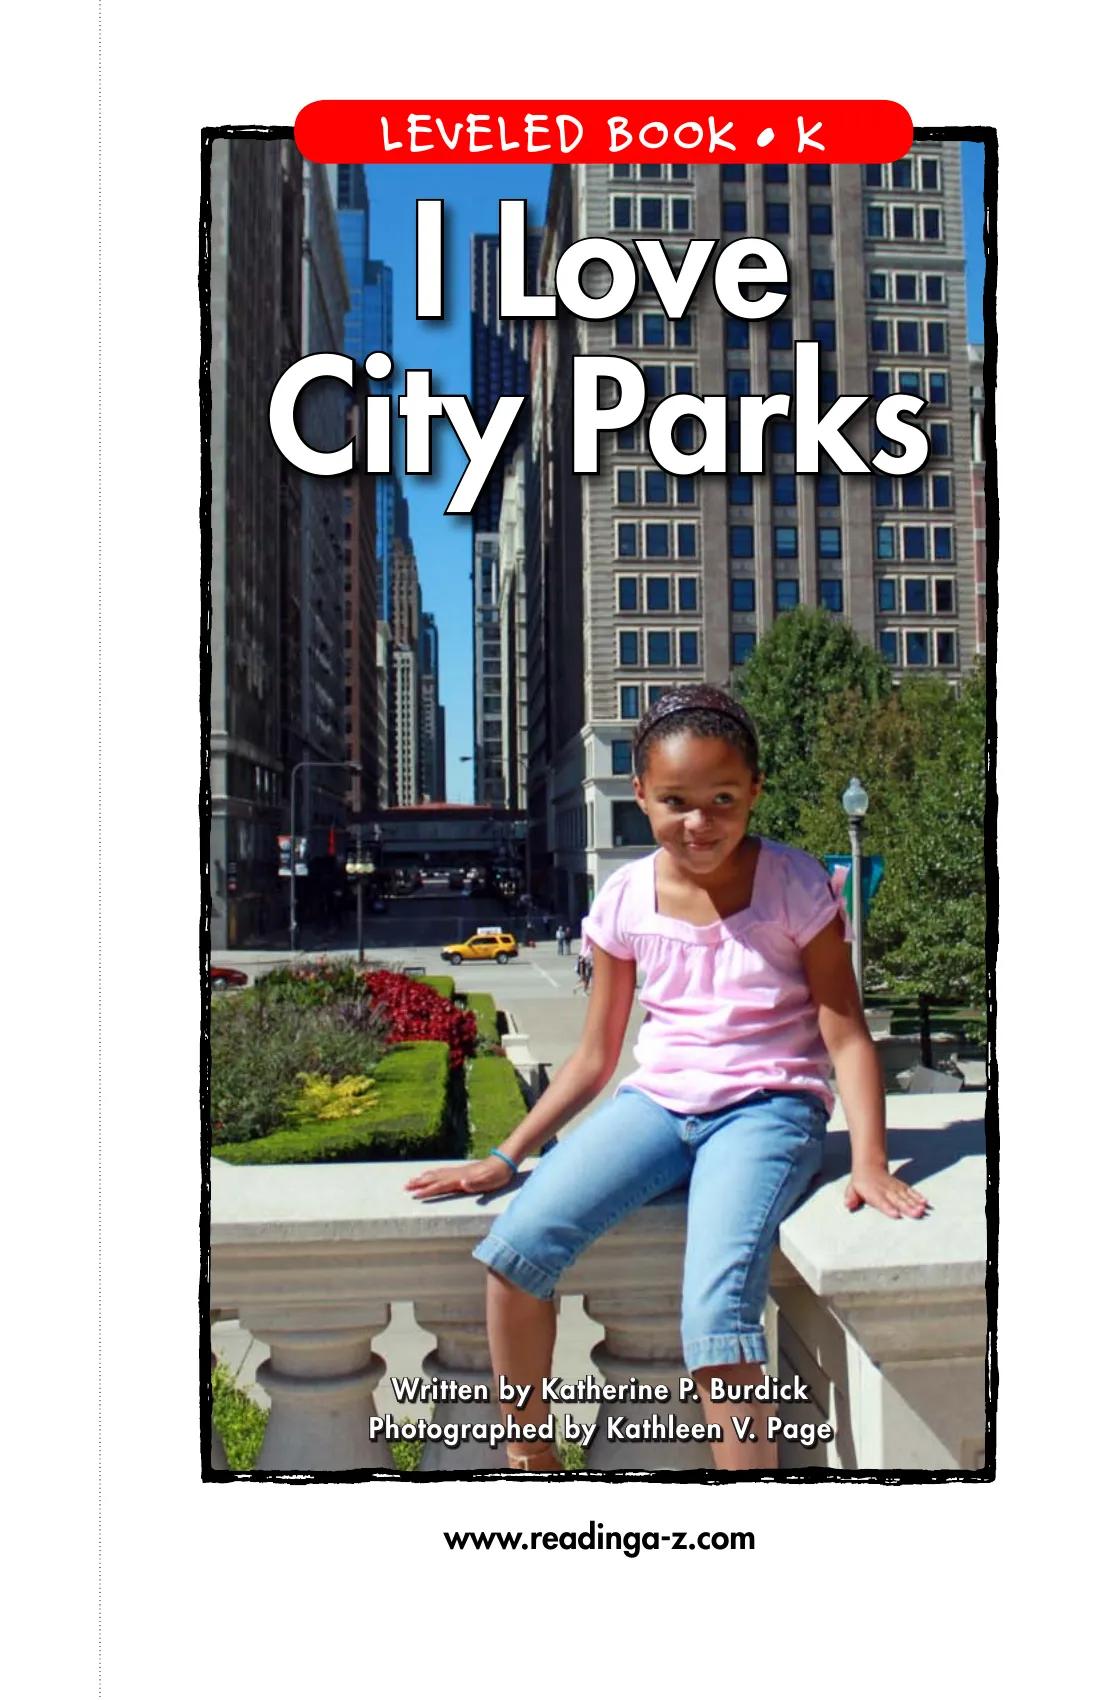 LEVELED BOOK • K
I Love
City Parks
Written by Katherine P. Burdick
Photographed by Kathleen V. Page
www.readinga-z.com